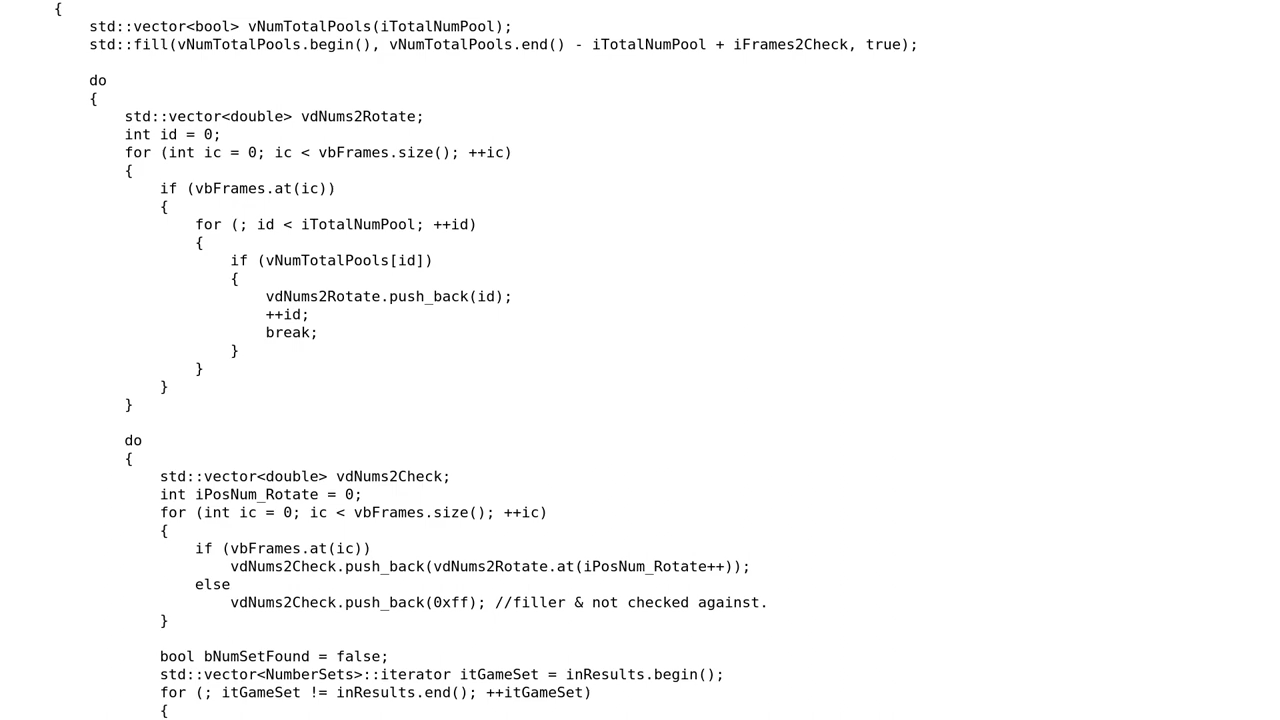 {
    std::vector<bool> vNumTotalPools(iTotalNumPool);
    std::fill(vNumTotalPools.begin(), vNumTotalPools.end() - iTotalNumPool + iFrames2Check, true);

    do
    {
        std::vector<double> vdNums2Rotate;
        int id = 0;
        for (int ic = 0; ic < vbFrames.size(); ++ic)
        {
            if (vbFrames.at(ic))
            {
                for (; id < iTotalNumPool; ++id)
                {
                    if (vNumTotalPools[id])
                    {
                        vdNums2Rotate.push_back(id);
                        ++id;
                        break;
                    }
                }
            }
        }

        do
        {
            std::vector<double> vdNums2Check;
            int iPosNum_Rotate = 0;
            for (int ic = 0; ic < vbFrames.size(); ++ic)
            {
                if (vbFrames.at(ic))
                    vdNums2Check.push_back(vdNums2Rotate.at(iPosNum_Rotate++));
                else
                    vdNums2Check.push_back(0xff); //filler & not checked against.
            }

            bool bNumSetFound = false;
            std::vector<NumberSets>::iterator itGameSet = inResults.begin();
            for (; itGameSet != inResults.end(); ++itGameSet)
            {